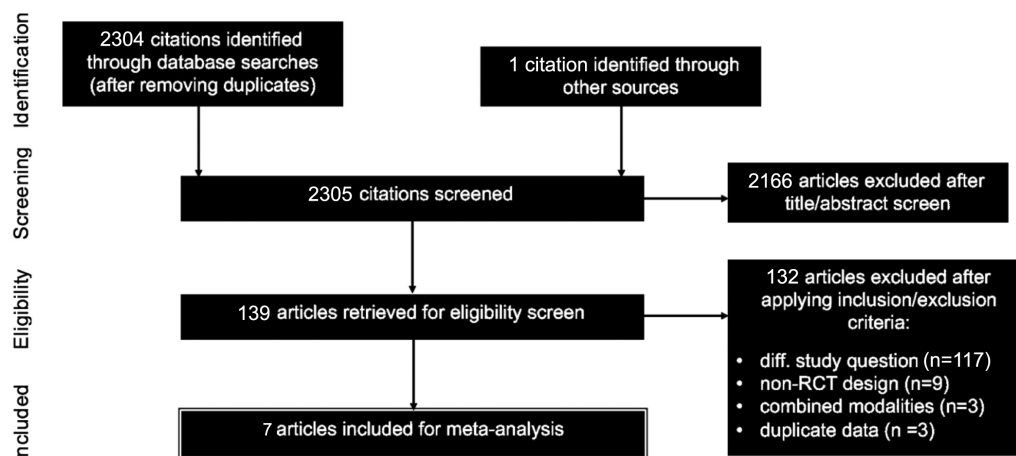 Identification
2304 citations identified
through database searches
(after removing duplicates)
1 citation identified through
other sources
Screening
2305 citations screened
2166 articles excluded after
title/abstract screen
Eligibility
139 articles retrieved for eligibility screen
132 articles excluded after
applying inclusion/exclusion
criteria:
• diff. study question (n=117)
• non-RCT design (n=9)
• combined modalities (n=3)
• duplicate data (n =3)
Included
7 articles included for meta-analysis